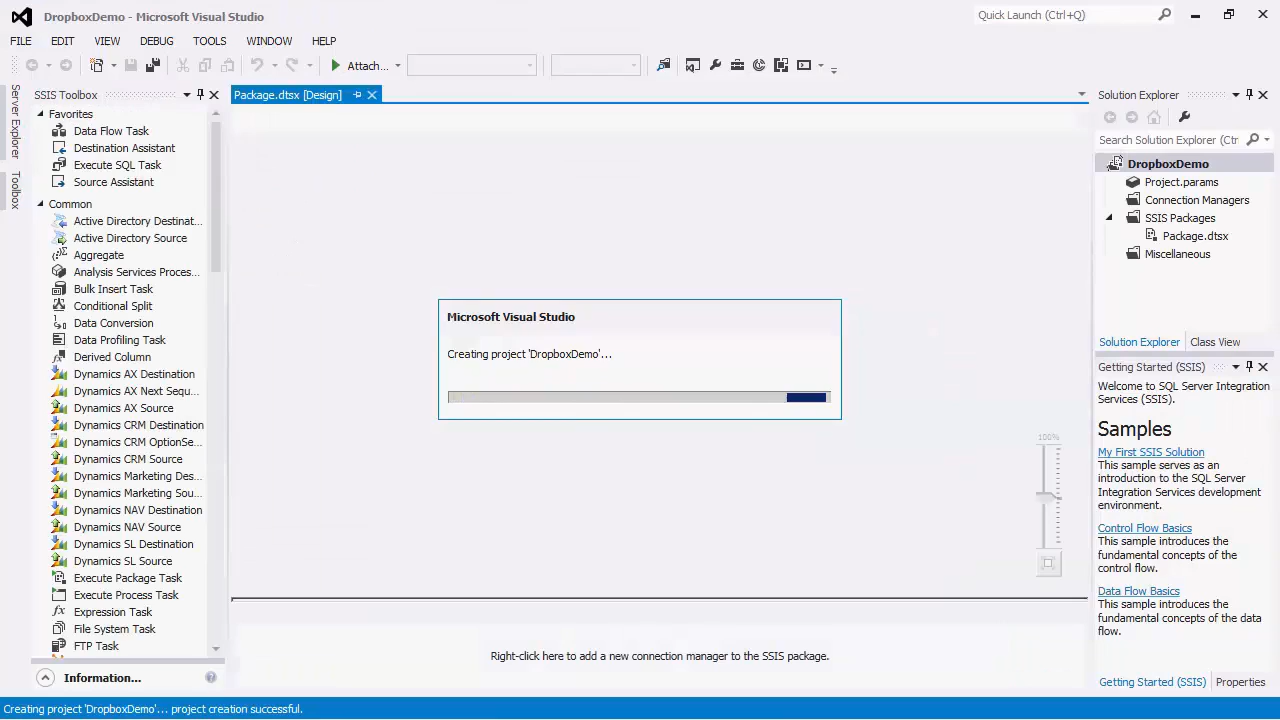 DropboxDemo - Microsoft Visual Studio
Quick Launch (Ctrl+Q)
FILE EDIT VIEW DEBUG TOOLS WINDOW HELP
Attach...
Server Explorer
Toolbox
SSIS Toolbox
Favorites
Data Flow Task
Destination Assistant
Execute SQL Task
Source Assistant
Common
Active Directory Destinat...
Active Directory Source
Aggregate
Analysis Services Proces...
Bulk Insert Task
Conditional Split
Data Conversion
Data Profiling Task
Derived Column
Dynamics AX Destination
Dynamics AX Next Sequ...
Dynamics AX Source
Dynamics CRM Destination
Dynamics CRM OptionSe...
Dynamics CRM Source
Dynamics Marketing Des...
Dynamics Marketing Sou...
Dynamics NAV Destination
Dynamics NAV Source
Dynamics SL Destination
Dynamics SL Source
Execute Package Task
Execute Process Task
Expression Task
File System Task
FTP Task
Information...
Package.dtsx [Design]
Microsoft Visual Studio
Creating project 'DropboxDemo'...
100%
Right-click here to add a new connection manager to the SSIS package.
Solution Explorer
Search Solution Explorer (Ctr
DropboxDemo
Project.params
Connection Managers
SSIS Packages
Package.dtsx
Miscellaneous
Solution Explorer Class View
Getting Started (SSIS)
Welcome to SQL Server Integration
Services (SSIS).
Samples
My First SSIS Solution
This sample serves as an
introduction to the SQL Server
Integration Services development
environment.
Control Flow Basics
This sample introduces the
fundamental concepts of the
control flow.
Data Flow Basics
This sample introduces the
fundamental concepts of the data
flow.
Getting Started (SSIS) Properties
Creating project 'DropboxDemo'... project creation successful.